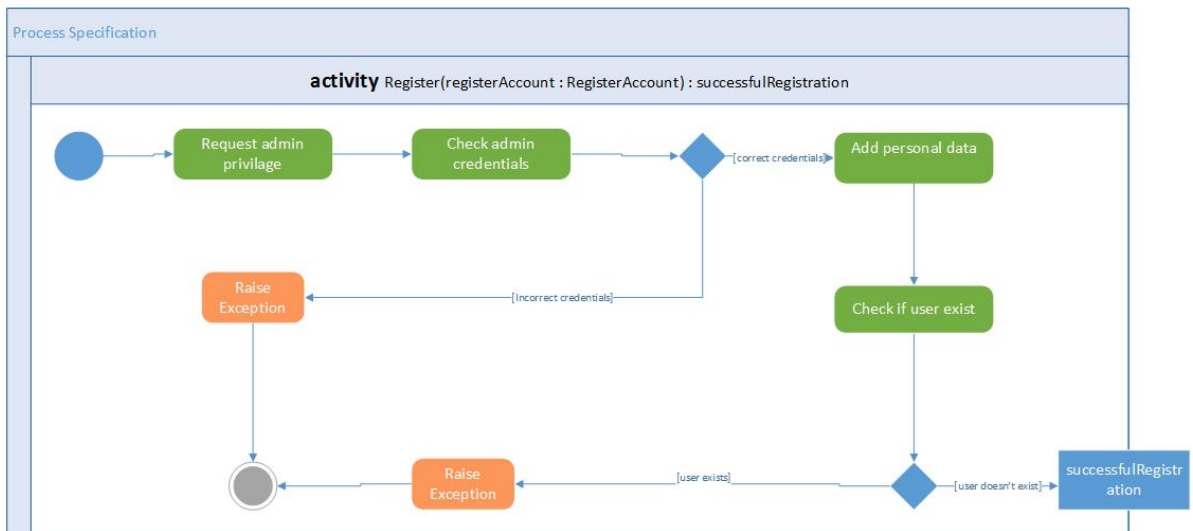 Process Specification
activity Register(registerAccount : RegisterAccount) : successfulRegistration
Request admin
privilage
Check admin
credentials
[correct credentials]
Add personal data
Raise
Exception
[Incorrect credentials]
Check if user exist
Raise
Exception
[user exists]
[user doesn't exist]
successfulRegistr
ation